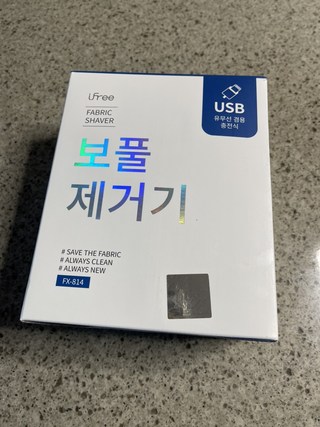 iFree
FABRIC
SHAVER
USB
유무선 겸용
충전식
보풀
제거기
# SAVE THE FABRIC
# ALWAYS CLEAN
# ALWAYS NEW
FX-814